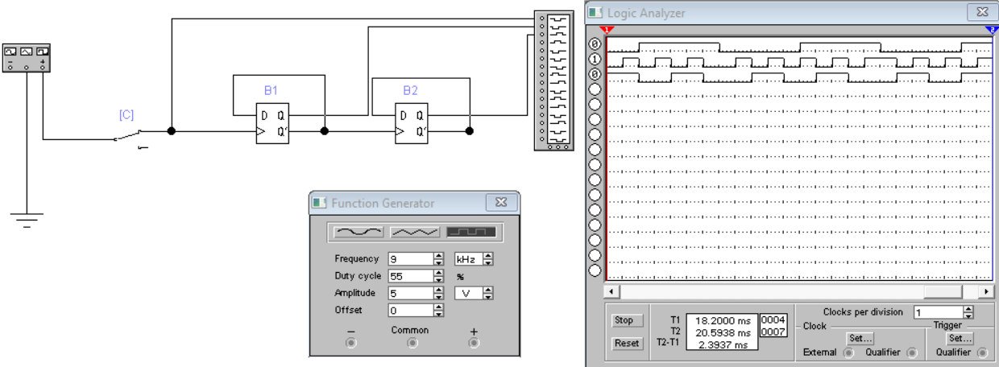 [C]
B1
D Q
Q'
B2
D Q
Q'
Function Generator
Frequency 9 kHz
Duty cycle 55 %
Amplitude 5 V
Offset 0
− Common +
Logic Analyzer
1 2
0
1
0
Stop
Reset
T1 18.2000 ms 0004
T2 20.5938 ms 0007
T2-T1 2.3937 ms
Clocks per division 1
Clock
Set...
External Qualifier
Trigger
Set...
Qualifier